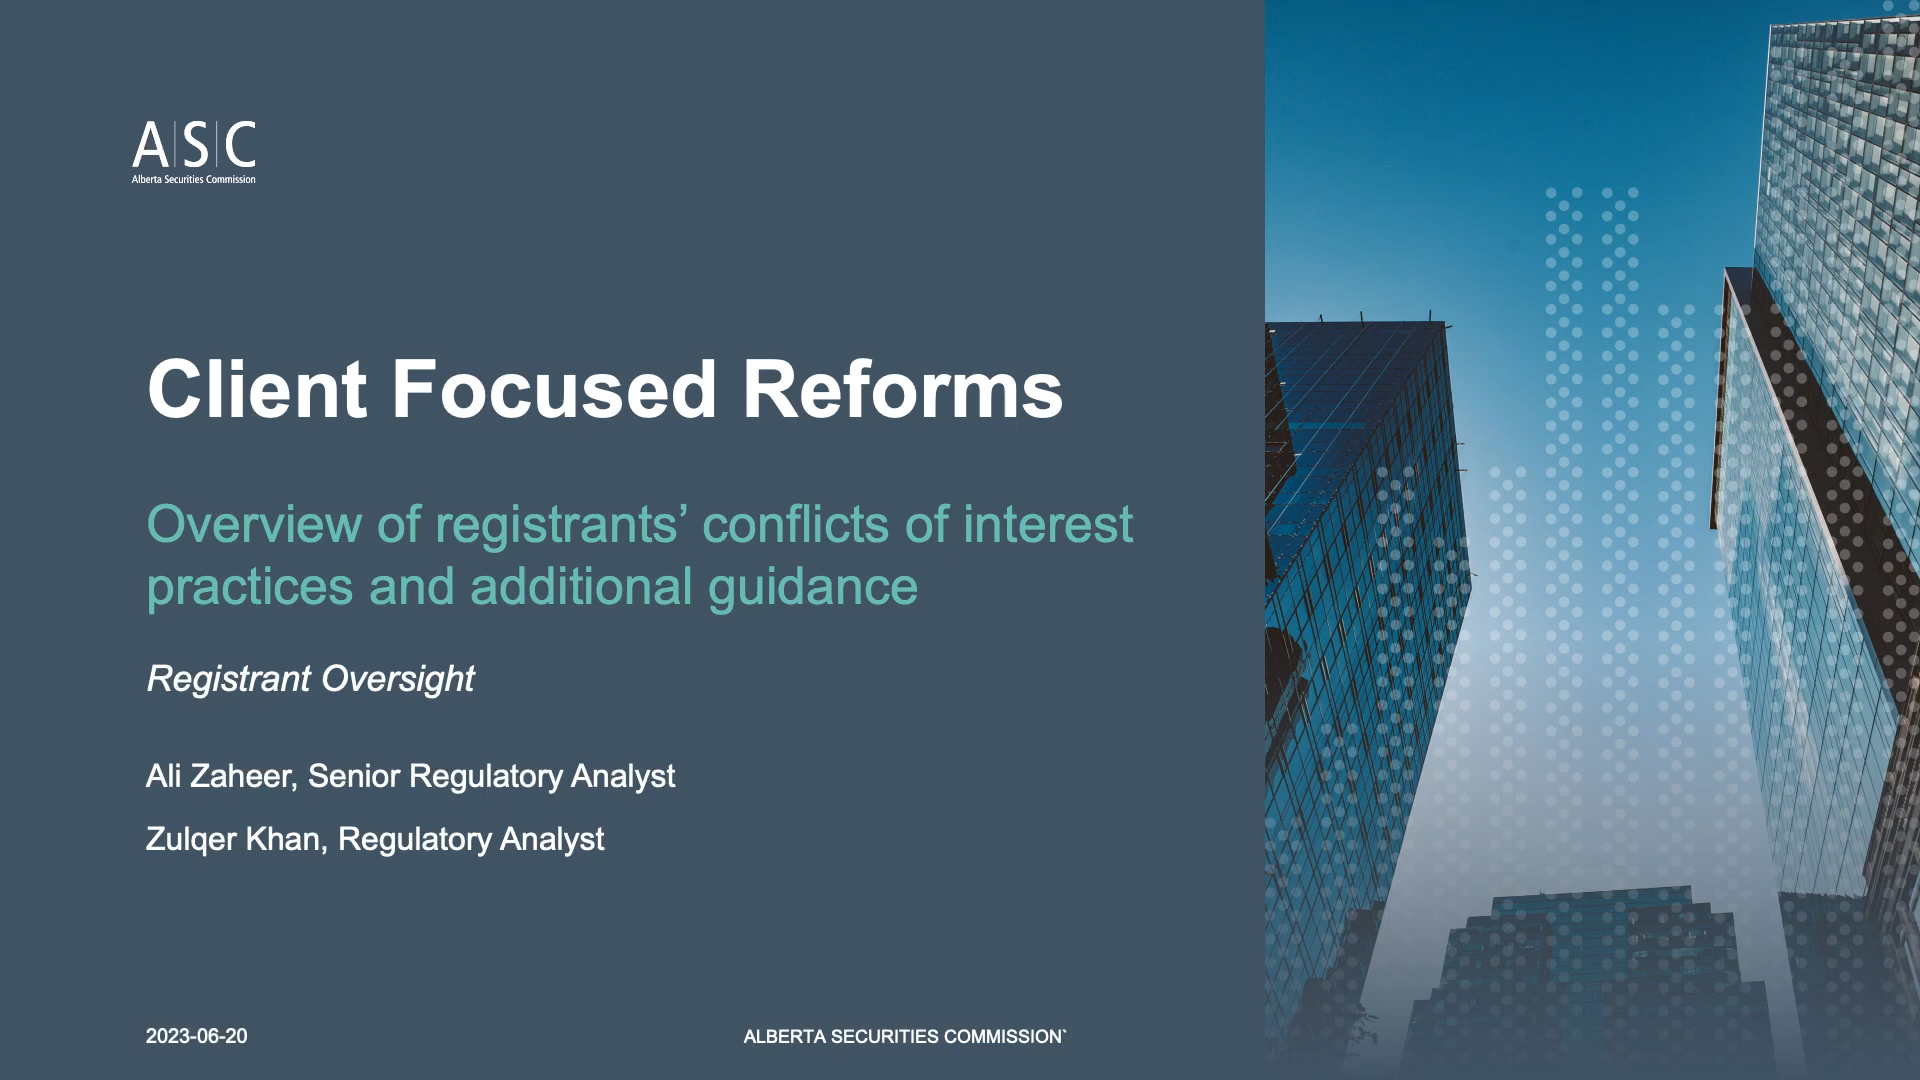 A|S|C
Alberta Securities Commission
Client Focused Reforms
Overview of registrants’ conflicts of interest
practices and additional guidance
Registrant Oversight
Ali Zaheer, Senior Regulatory Analyst
Zulqer Khan, Regulatory Analyst
2023-06-20
ALBERTA SECURITIES COMMISSION`